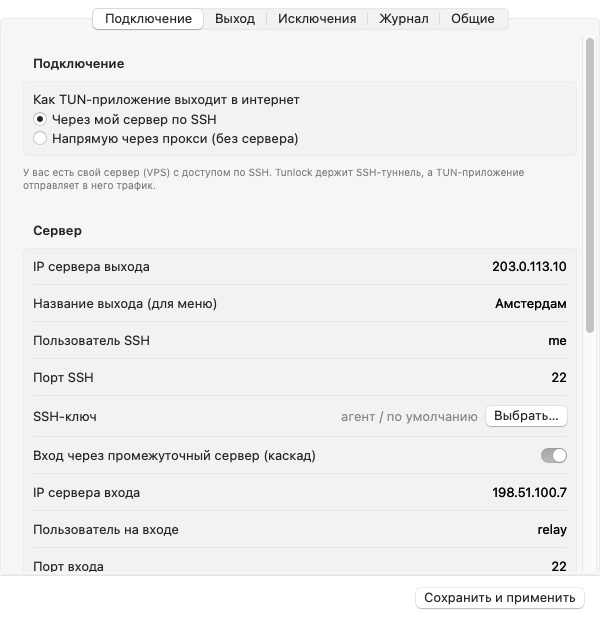 Подключение
Выход
Исключения
Журнал
Общие
Подключение
Как TUN-приложение выходит в интернет
Через мой сервер по SSH
Напрямую через прокси (без сервера)
У вас есть свой сервер (VPS) с доступом по SSH. Tunlock держит SSH-туннель, а TUN-приложение
отправляет в него трафик.
Сервер
IP сервера выхода 203.0.113.10
Название выхода (для меню) Амстердам
Пользователь SSH me
Порт SSH 22
SSH-ключ агент / по умолчанию Выбрать...
Вход через промежуточный сервер (каскад)
IP сервера входа 198.51.100.7
Пользователь на входе relay
Порт входа 22
Сохранить и применить